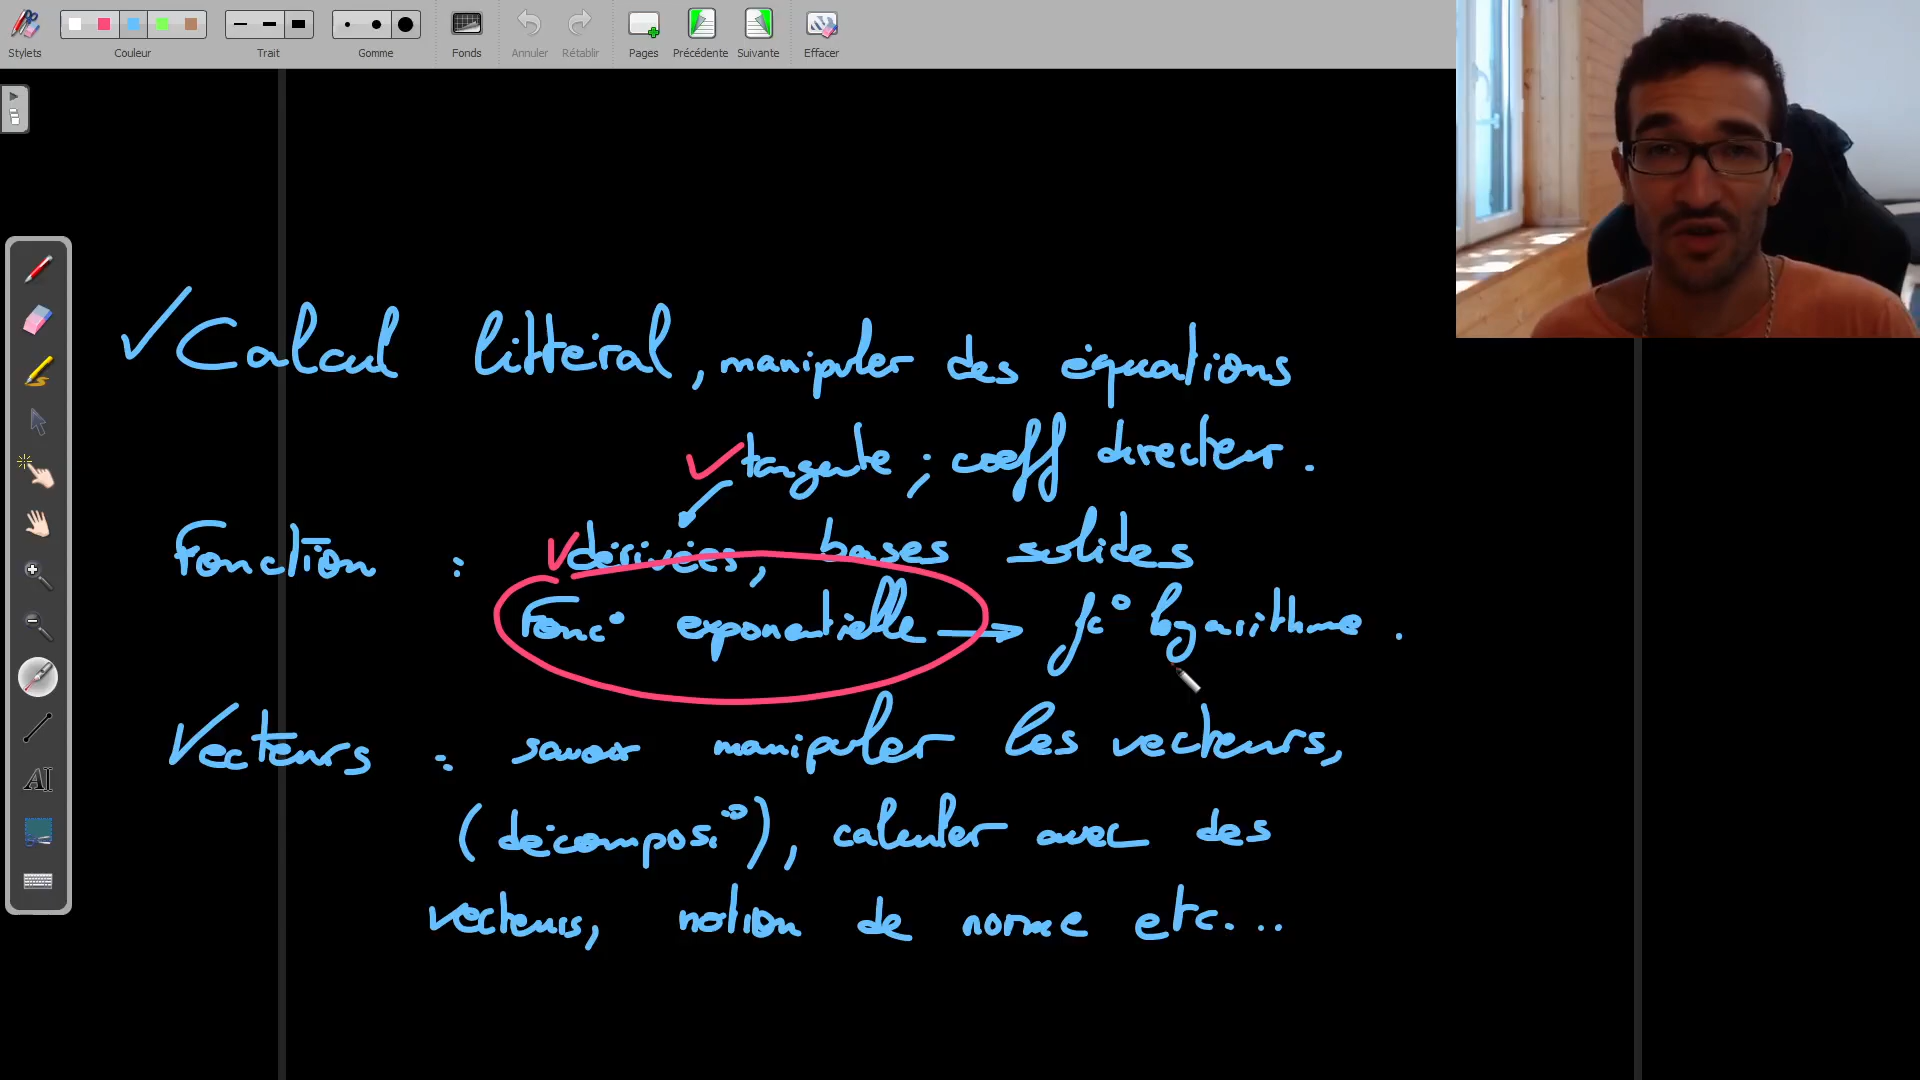 Stylets Couleur Trait Gomme Fonds Annuler Rétablir Pages Précédente Suivante Effacer
✓Calcul littéral, manipuler des équations
✓tangente ; coeff directeur.
Fonction : ✓dérivées, bases solides
Fonc° exponentielle → fc° logarithme.
Vecteurs : savoir manipuler les vecteurs,
(décomposi°), calculer avec des
vecteurs, notion de norme etc...
AI